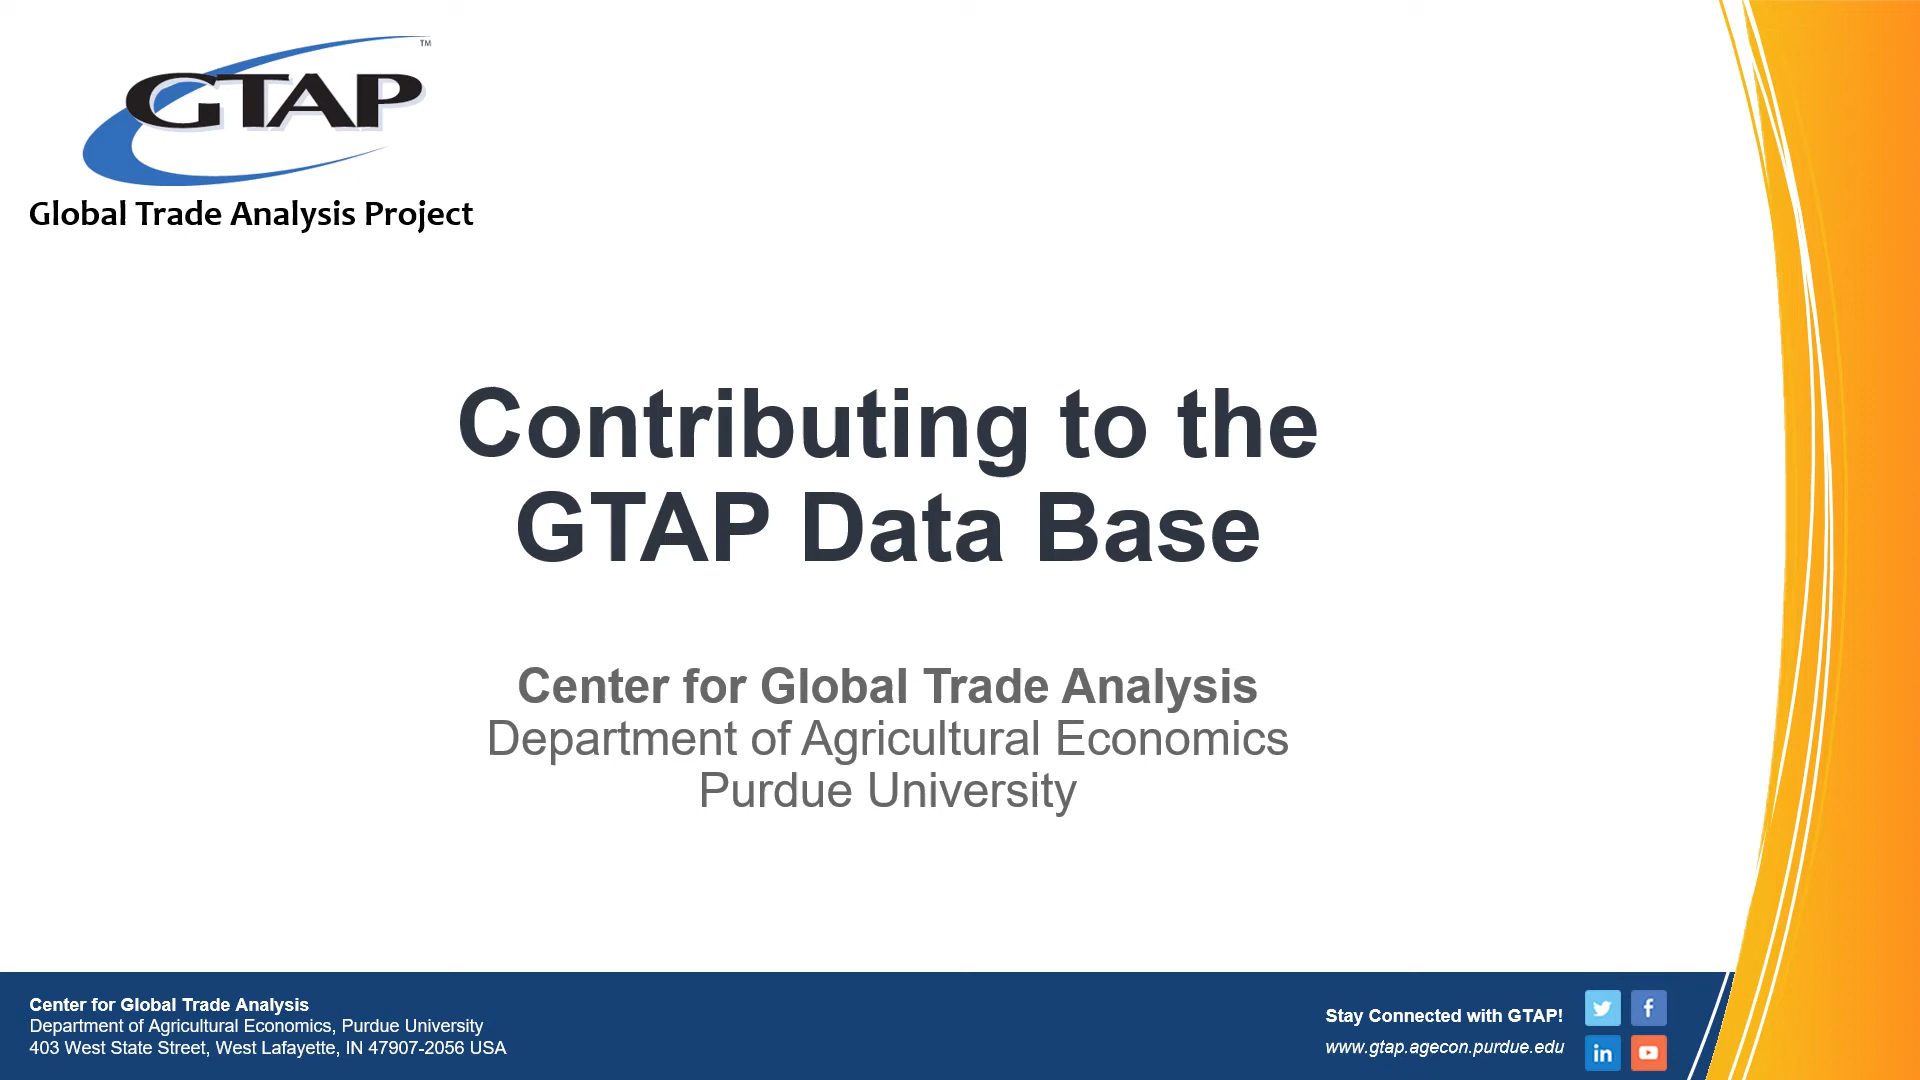 GTAP TM
Global Trade Analysis Project
Contributing to the
GTAP Data Base
Center for Global Trade Analysis
Department of Agricultural Economics
Purdue University
Center for Global Trade Analysis
Department of Agricultural Economics, Purdue University
403 West State Street, West Lafayette, IN 47907-2056 USA
Stay Connected with GTAP!
www.gtap.agecon.purdue.edu
f
in